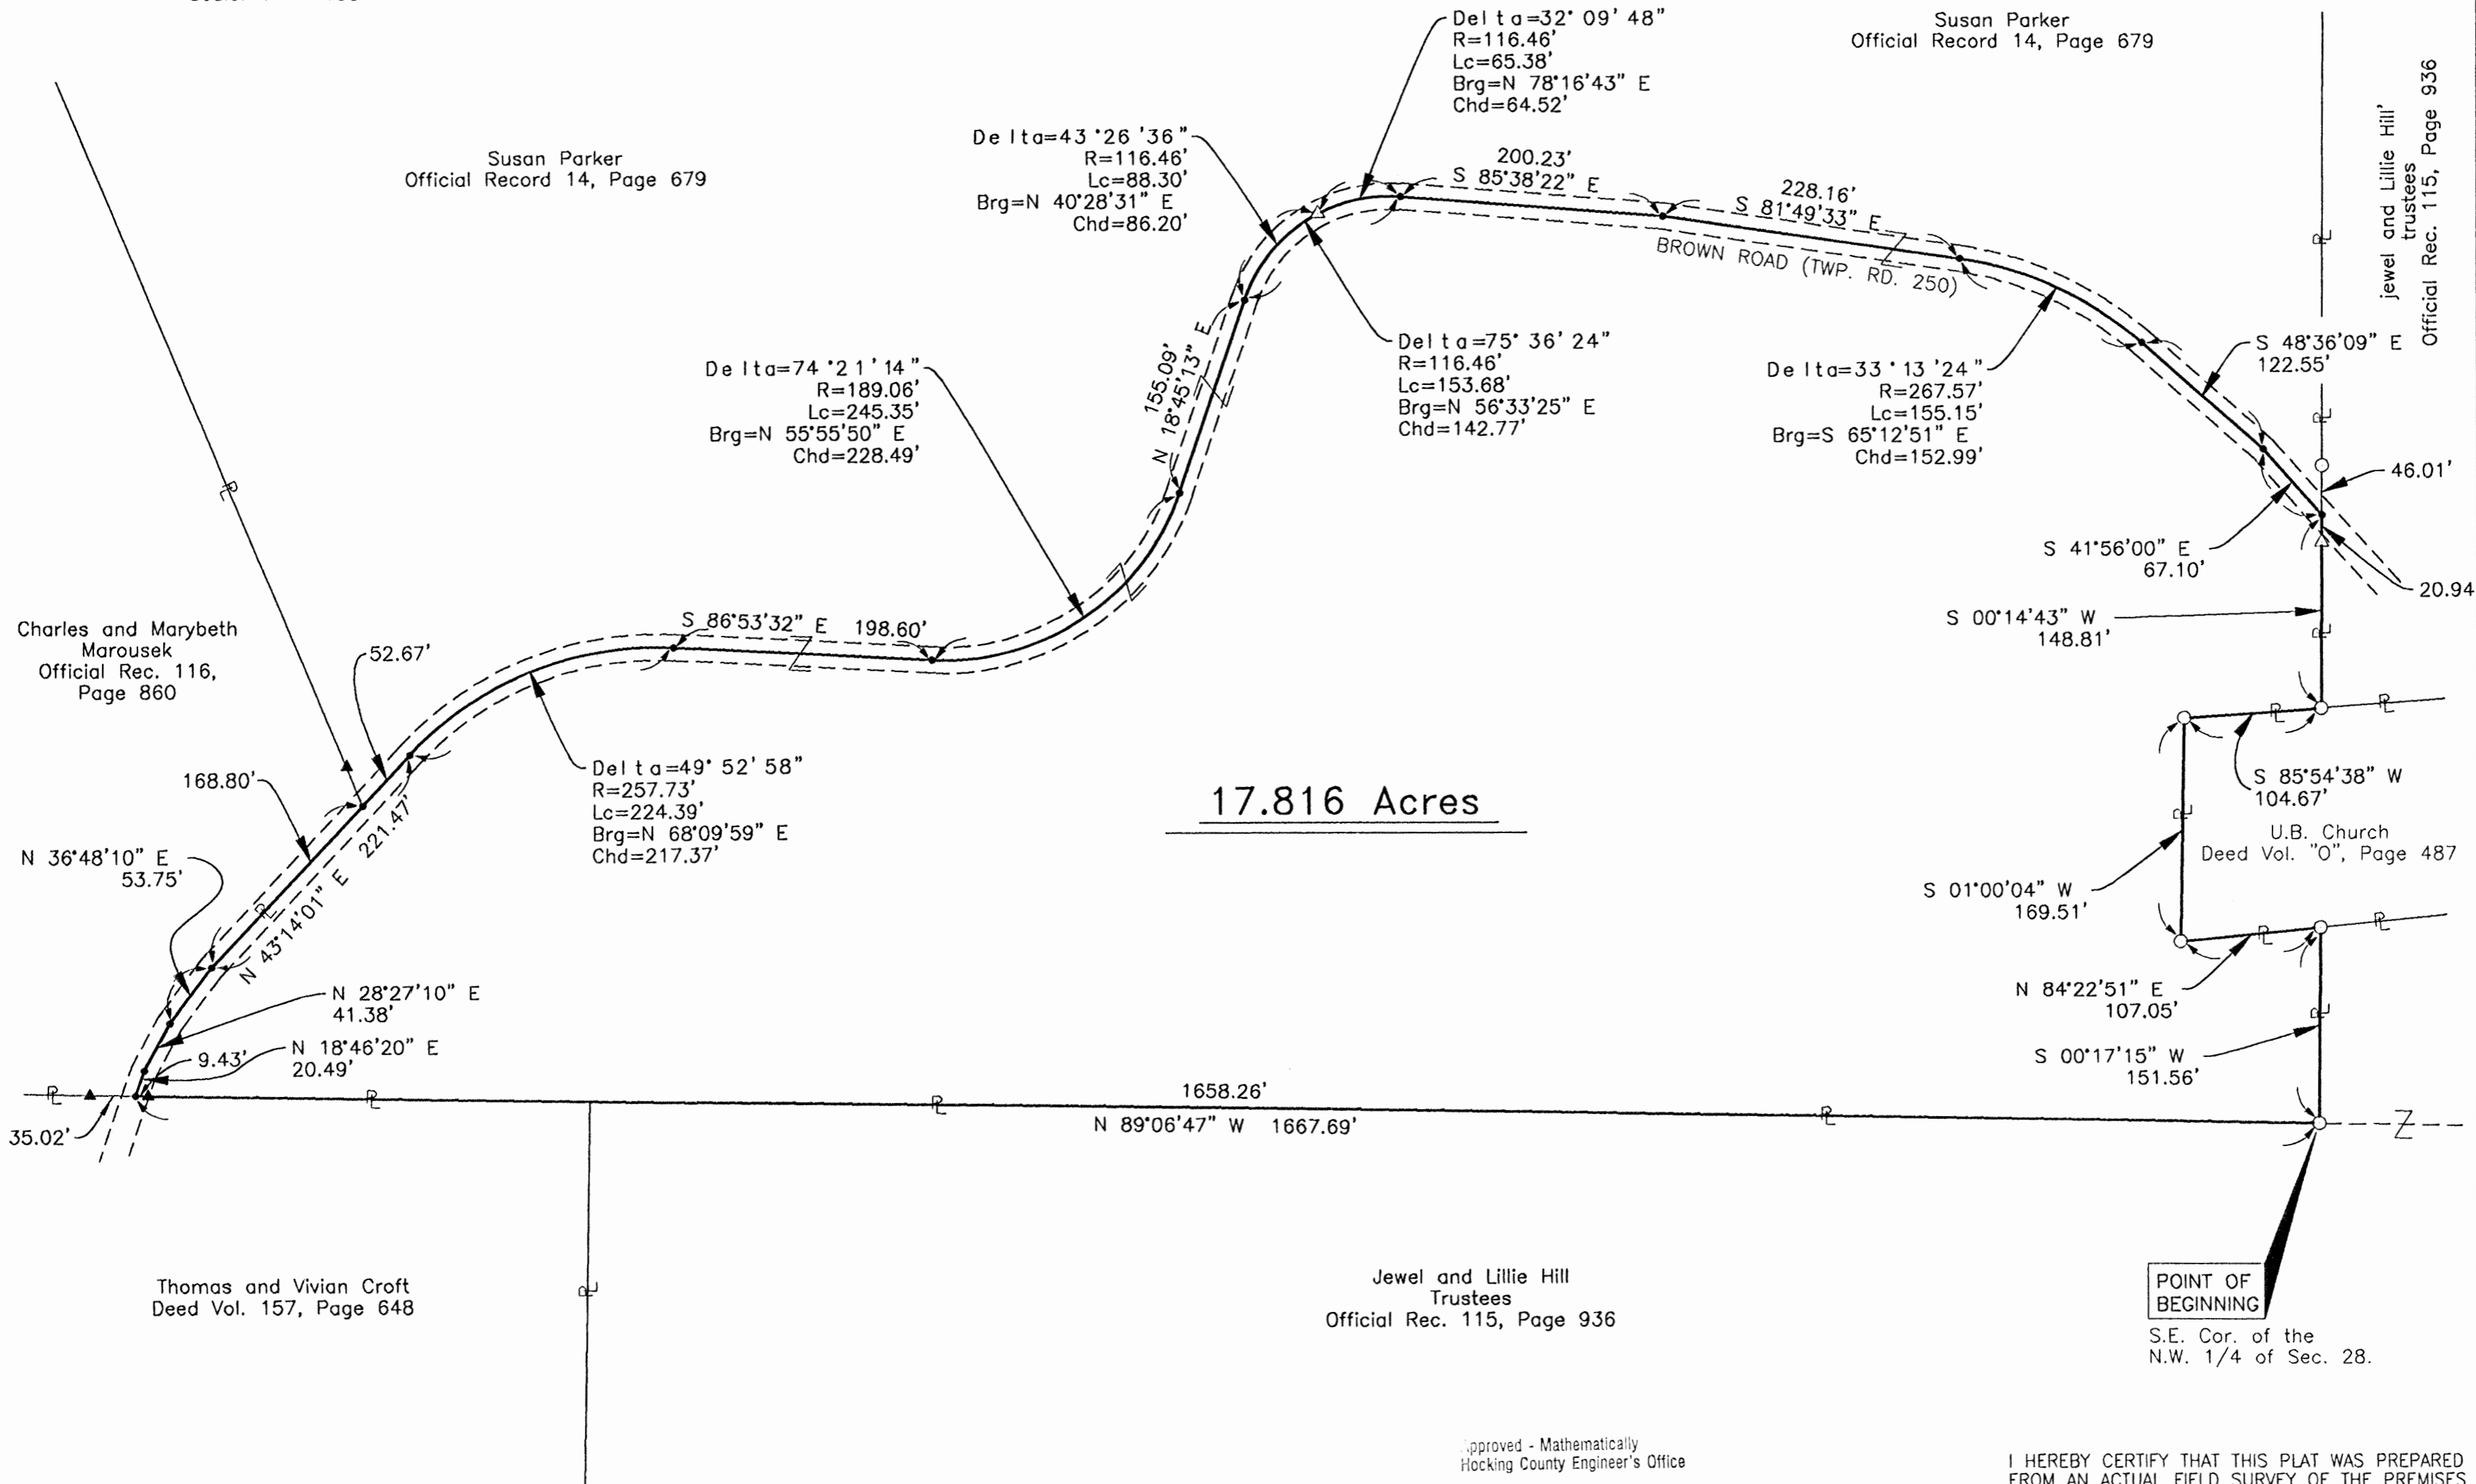 Susan Parker
Official Record 14, Page 679
Susan Parker
Official Record 14, Page 679
jewel and Lillie Hill'
trustees
Official Rec. 115, Page 936
Delta=32°09'48"
R=116.46'
Lc=65.38'
Brg=N 78°16'43" E
Chd=64.52'
Delta=43°26'36"
R=116.46'
Lc=88.30'
Brg=N 40°28'31" E
Chd=86.20'
200.23'
S 85°38'22" E
228.16'
S 81°49'33" E
BROWN ROAD (TWP. RD. 250)
Delta=74°21'14"
R=189.06'
Lc=245.35'
Brg=N 55°55'50" E
Chd=228.49'
155.09'
N 18°45'13" E
Delta=75°36'24"
R=116.46'
Lc=153.68'
Brg=N 56°33'25" E
Chd=142.77'
Delta=33°13'24"
R=267.57'
Lc=155.15'
Brg=S 65°12'51" E
Chd=152.99'
S 48°36'09" E
122.55'
46.01'
S 41°56'00" E
67.10'
20.94
S 00°14'43" W
148.81'
Charles and Marybeth
Marousek
Official Rec. 116,
Page 860
52.67'
S 86°53'32" E 198.60'
168.80'
221.47'
N 43°14'01" E
Delta=49°52'58"
R=257.73'
Lc=224.39'
Brg=N 68°09'59" E
Chd=217.37'
17.816 Acres
S 85°54'38" W
104.67'
U.B. Church
Deed Vol. "O", Page 487
S 01°00'04" W
169.51'
N 36°48'10" E
53.75'
N 28°27'10" E
41.38'
N 18°46'20" E
20.49'
9.43'
35.02'
N 84°22'51" E
107.05'
S 00°17'15" W
151.56'
1658.26'
N 89°06'47" W 1667.69'
Thomas and Vivian Croft
Deed Vol. 157, Page 648
Jewel and Lillie Hill
Trustees
Official Rec. 115, Page 936
POINT OF
BEGINNING
S.E. Cor. of the
N.W. 1/4 of Sec. 28.
Approved - Mathematically
Hocking County Engineer's Office
I HEREBY CERTIFY THAT THIS PLAT WAS PREPARED
FROM AN ACTUAL FIELD SURVEY OF THE PREMISES